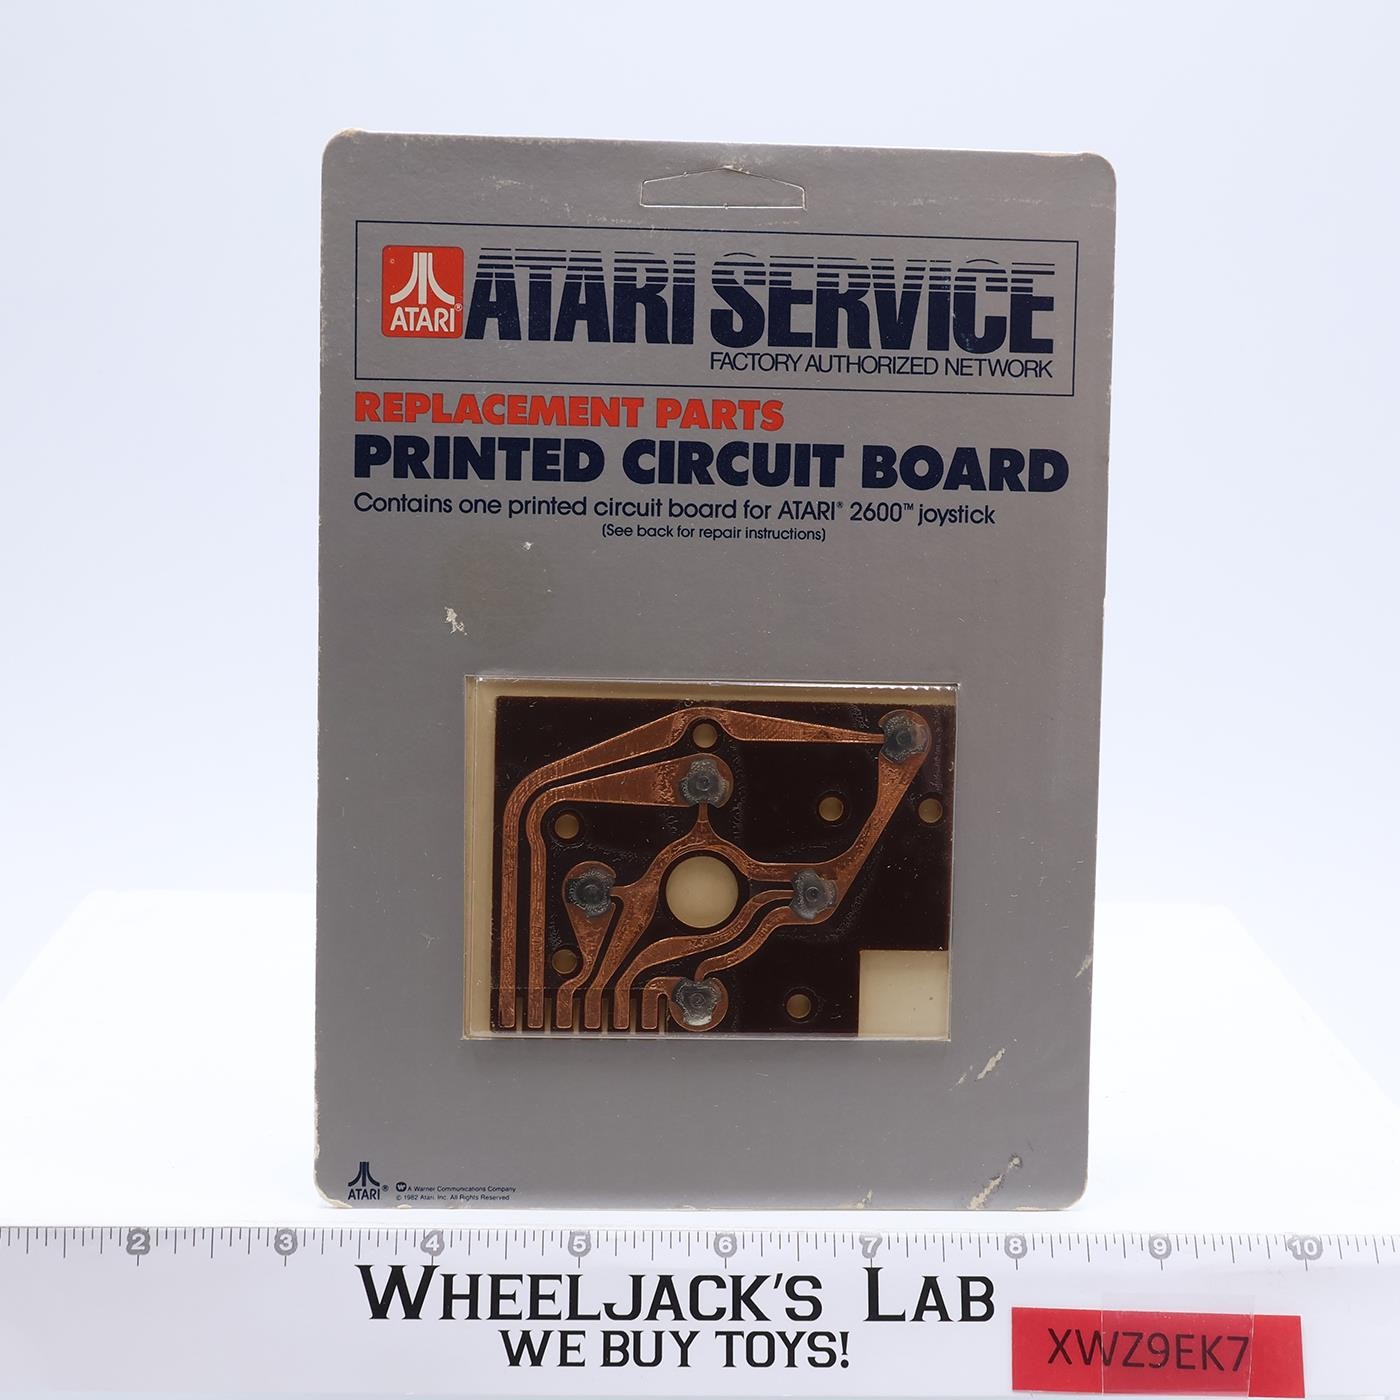 © ATARI®
ATARI SERVICE
FACTORY AUTHORIZED NETWORK
REPLACEMENT PARTS
PRINTED CIRCUIT BOARD
Contains one printed circuit board for ATARI® 2600™ joystick
(See back for repair instructions)
ATARI®
A Warner Communications Company
© 1982 Atari, Inc. All Rights Reserved
2 3 4 5 6 7 8 9 10
WHEELJACK'S LAB
WE BUY TOYS!
XWZ9EK7